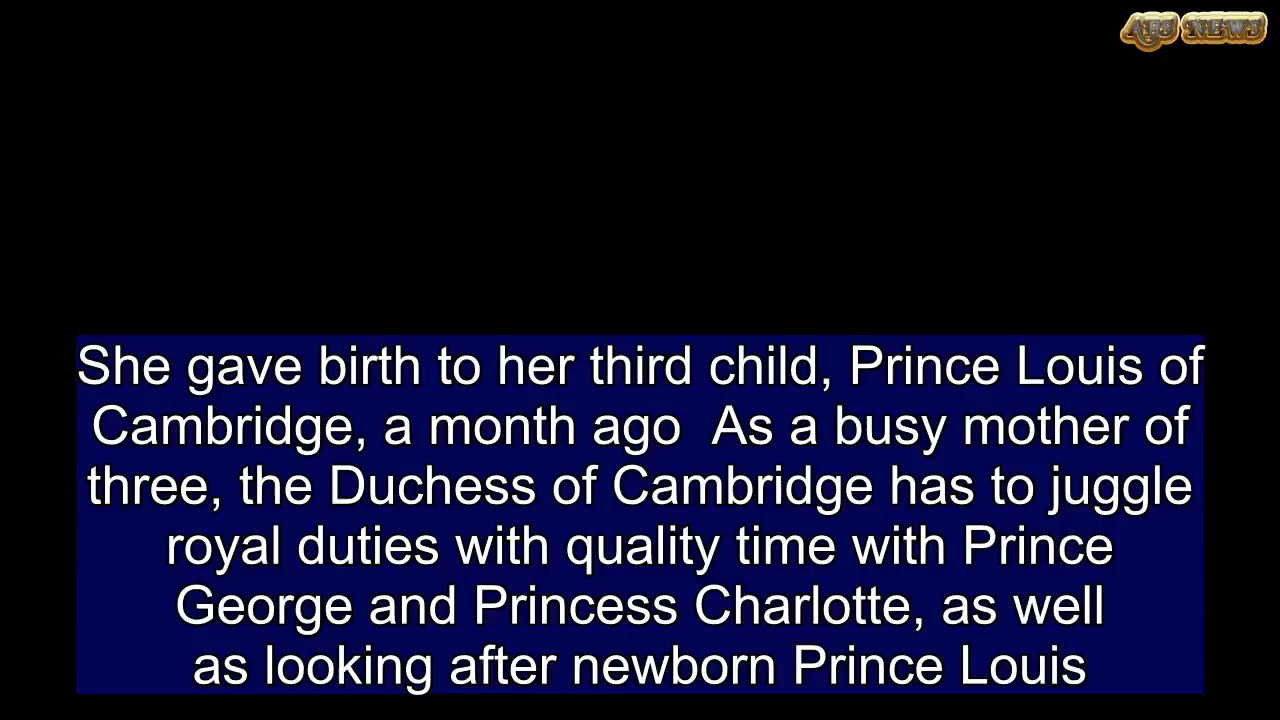 ABS NEWS
She gave birth to her third child, Prince Louis of
Cambridge, a month ago  As a busy mother of
three, the Duchess of Cambridge has to juggle
royal duties with quality time with Prince
George and Princess Charlotte, as well
as looking after newborn Prince Louis